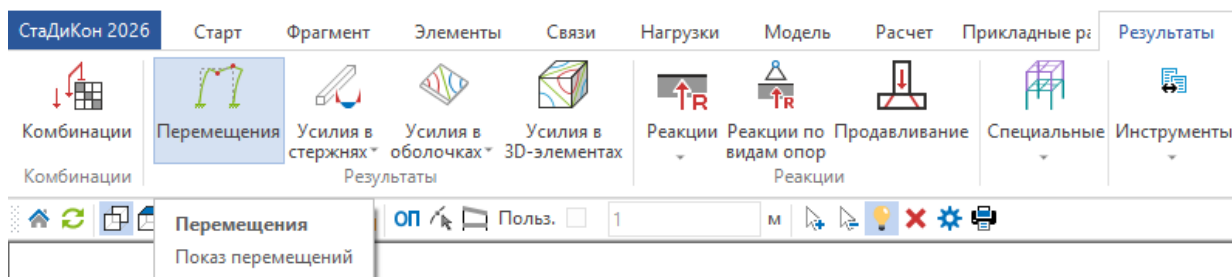 СтаДиКон 2026 Старт Фрагмент Элементы Связи Нагрузки Модель Расчет Прикладные ра Результаты
Комбинации Перемещения Усилия в стержнях Усилия в оболочках Усилия в 3D-элементах Реакции Реакции по видам опор Продавливание Специальные Инструменты
Комбинации Результаты Реакции
R R
ОП Польз. 1 м
Перемещения
Показ перемещений